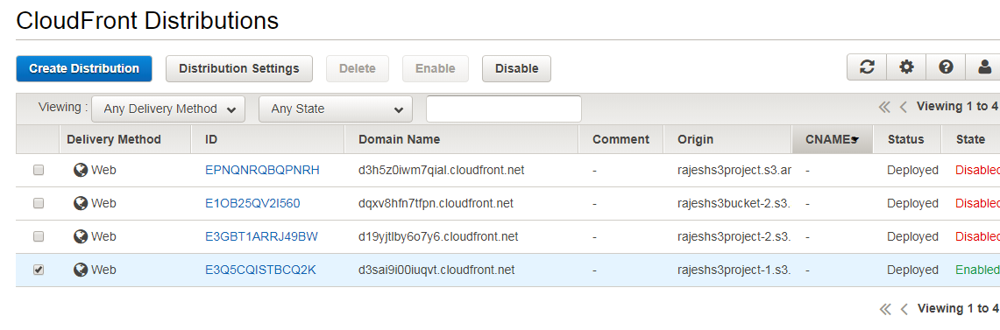 CloudFront Distributions
Create Distribution Distribution Settings Delete Enable Disable
Viewing : Any Delivery Method Any State Viewing 1 to 4
Delivery Method ID Domain Name Comment Origin CNAMEs Status State
Web EPNQNRQBQPNRH d3h5z0iwm7qial.cloudfront.net - rajeshs3project.s3.ar - Deployed Disabled
Web E1OB25QV2I560 dqxv8hfn7tfpn.cloudfront.net - rajeshs3bucket-2.s3. - Deployed Disabled
Web E3GBT1ARRJ49BW d19yjtlby6o7y6.cloudfront.net - rajeshs3project-2.s3. - Deployed Disabled
Web E3Q5CQISTBCQ2K d3sai9i00iuqvt.cloudfront.net - rajeshs3project-1.s3. - Deployed Enabled
Viewing 1 to 4